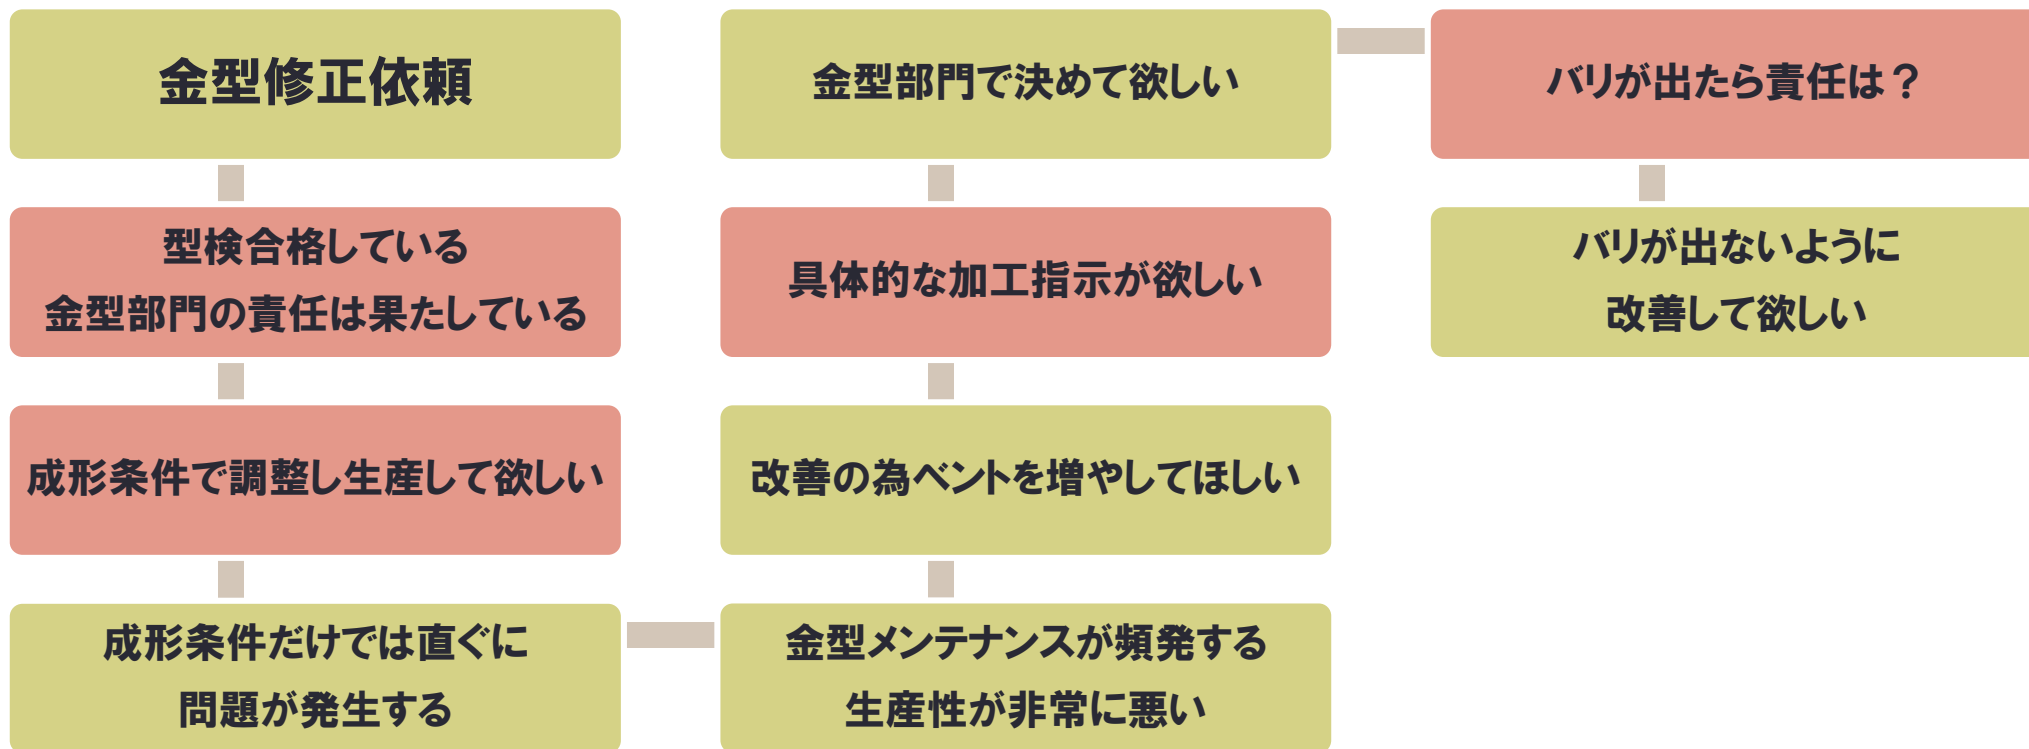 金型修正依頼
型検合格している
金型部門の責任は果たしている
成形条件で調整し生産して欲しい
成形条件だけでは直ぐに
問題が発生する
金型メンテナンスが頻発する
生産性が非常に悪い
改善の為ベントを増やしてほしい
具体的な加工指示が欲しい
金型部門で決めて欲しい
バリが出たら責任は？
バリが出ないように
改善して欲しい